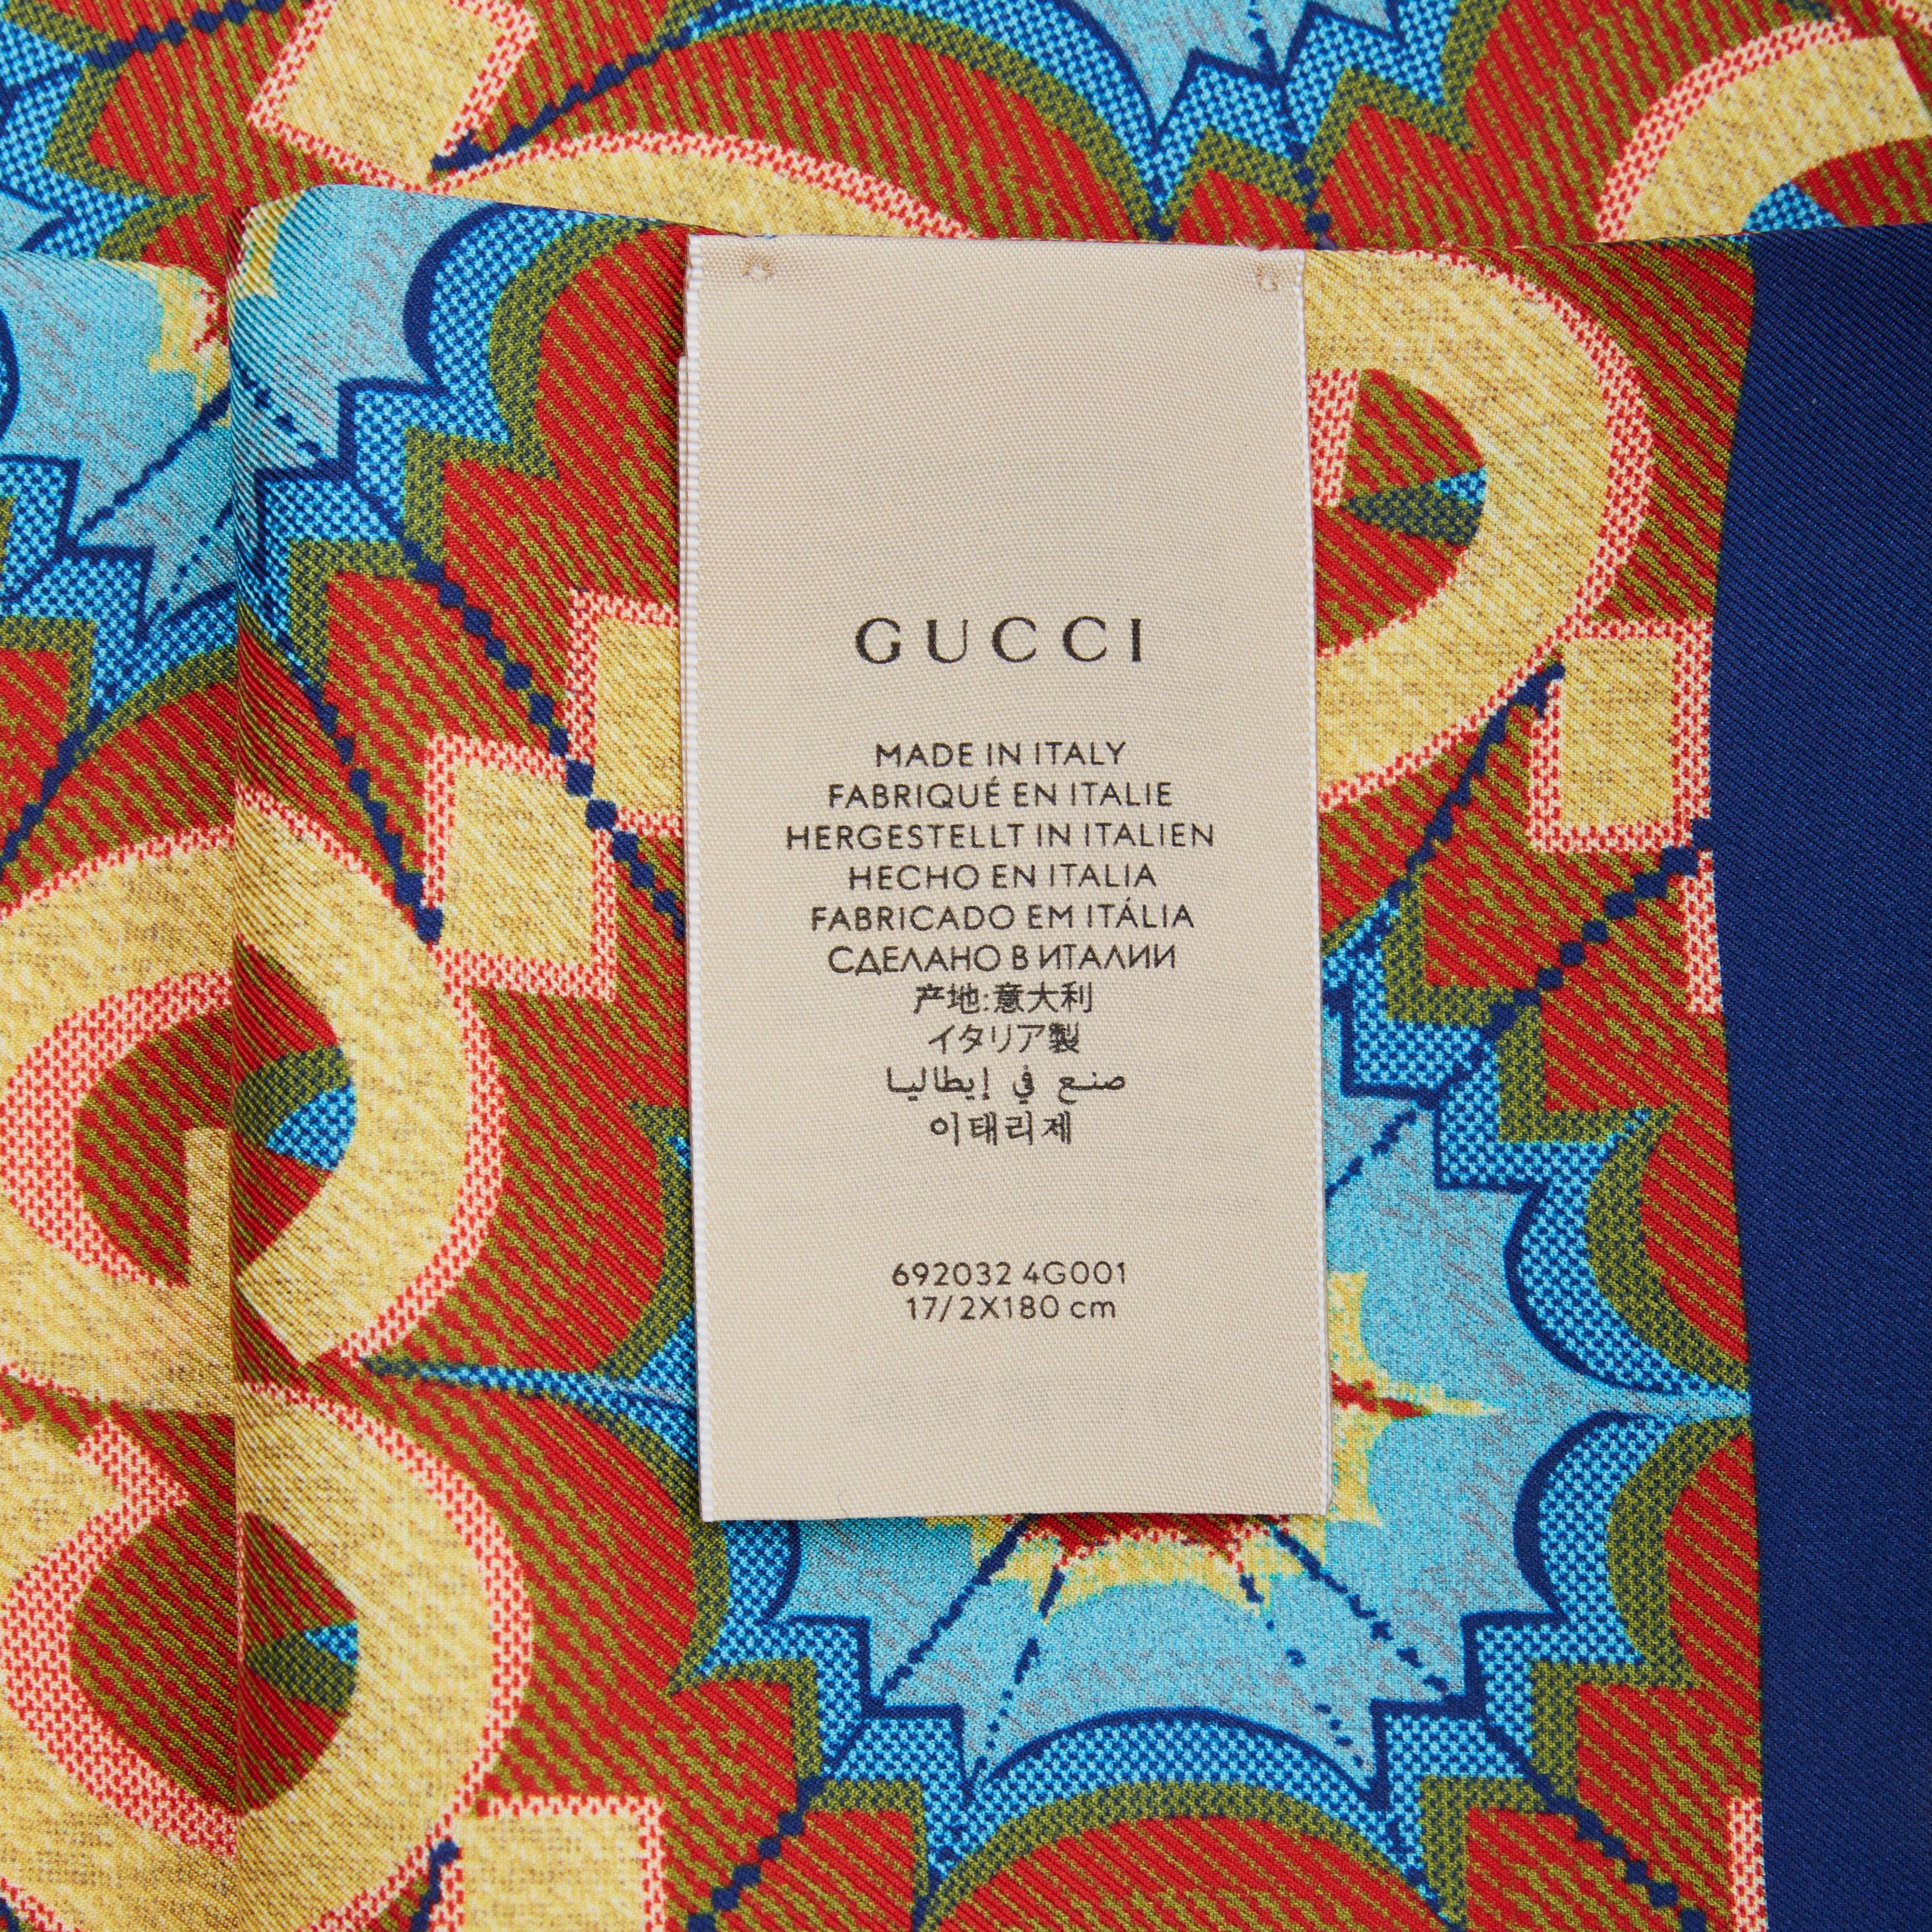 GUCCI
MADE IN ITALY
FABRIQUÉ EN ITALIE
HERGESTELLT IN ITALIEN
HECHO EN ITALIA
FABRICADO EM ITÁLIA
СДЕЛАНО В ИТАЛИИ
产地:意大利
イタリア製
صنع في إيطاليا
이태리제
692032 4G001
17/2X180 cm